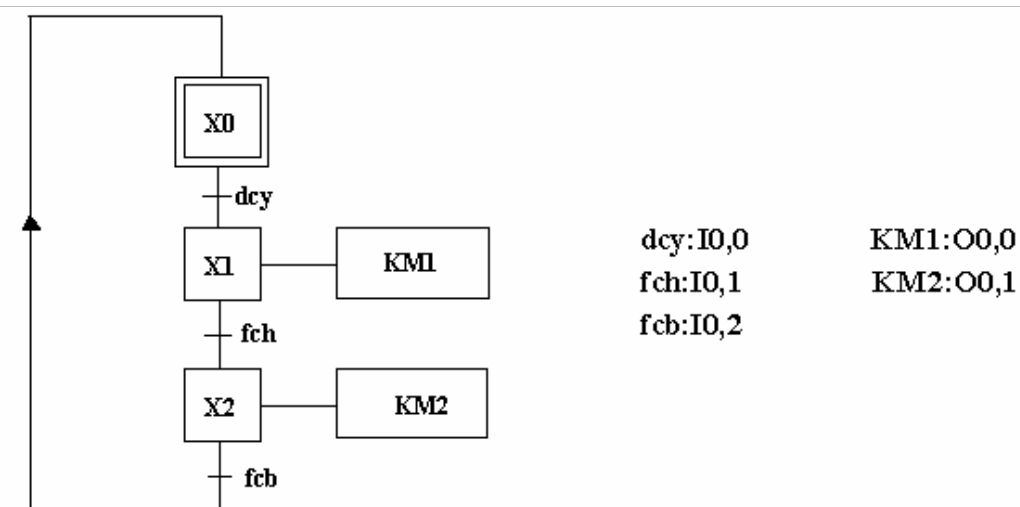 X0
dcy
X1 KM1
fch
X2 KM2
fcb
dcy:I0,0 KM1:O0,0
fch:I0,1 KM2:O0,1
fcb:I0,2